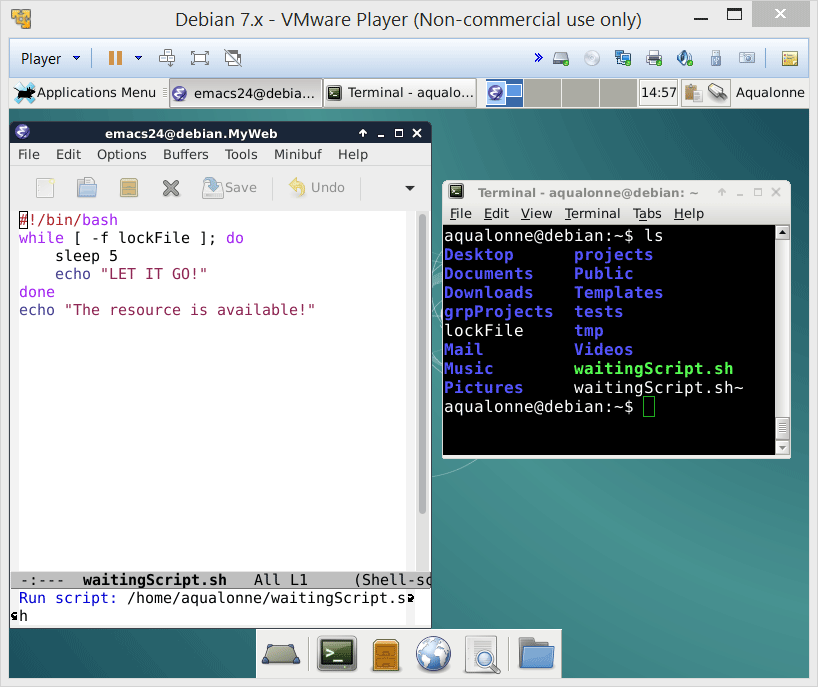 Debian 7.x - VMware Player (Non-commercial use only)
Player
Applications Menu
emacs24@debia...
Terminal - aqualo...
14:57
Aqualonne
emacs24@debian.MyWeb
File Edit Options Buffers Tools Minibuf Help
Save Undo
#!/bin/bash
while [ -f lockFile ]; do
    sleep 5
    echo "LET IT GO!"
done
echo "The resource is available!"
-:--- waitingScript.sh All L1 (Shell-sc
Run script: /home/aqualonne/waitingScript.s
h
Terminal - aqualonne@debian: ~
File Edit View Terminal Tabs Help
aqualonne@debian:~$ ls
Desktop projects
Documents Public
Downloads Templates
grpProjects tests
lockFile tmp
Mail Videos
Music waitingScript.sh
Pictures waitingScript.sh~
aqualonne@debian:~$